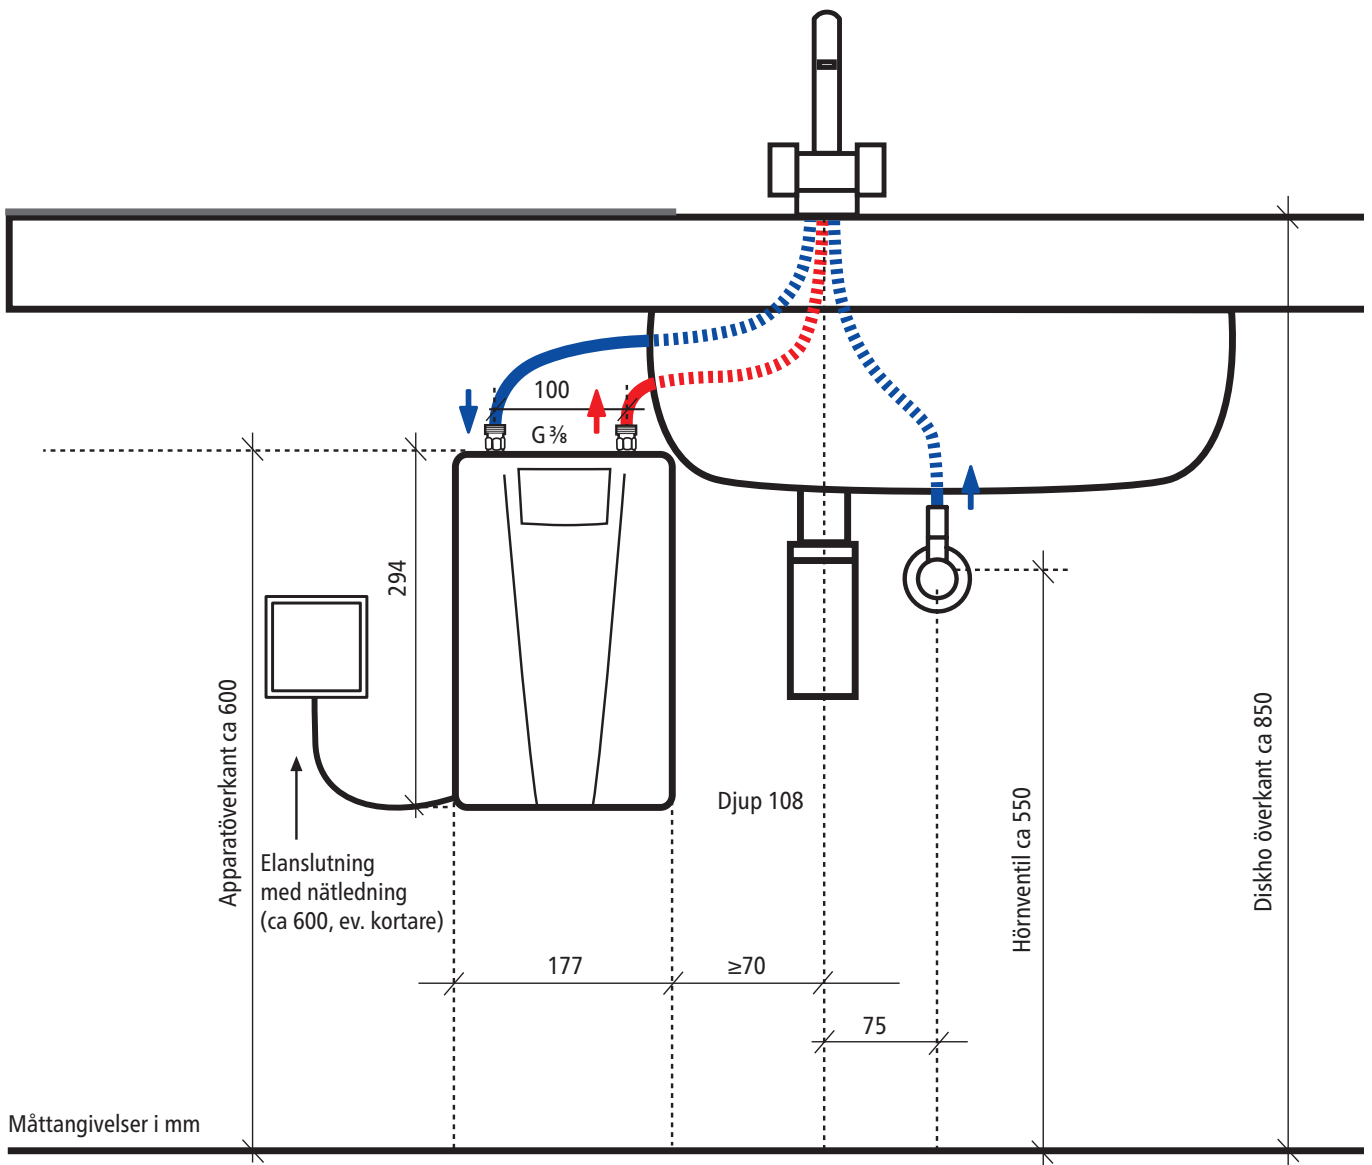 100
G ⅜
294
Apparatöverkant ca 600
Elanslutning
med nätledning
(ca 600, ev. kortare)
Djup 108
Hörnventil ca 550
Diskho överkant ca 850
177
≥70
75
Måttangivelser i mm